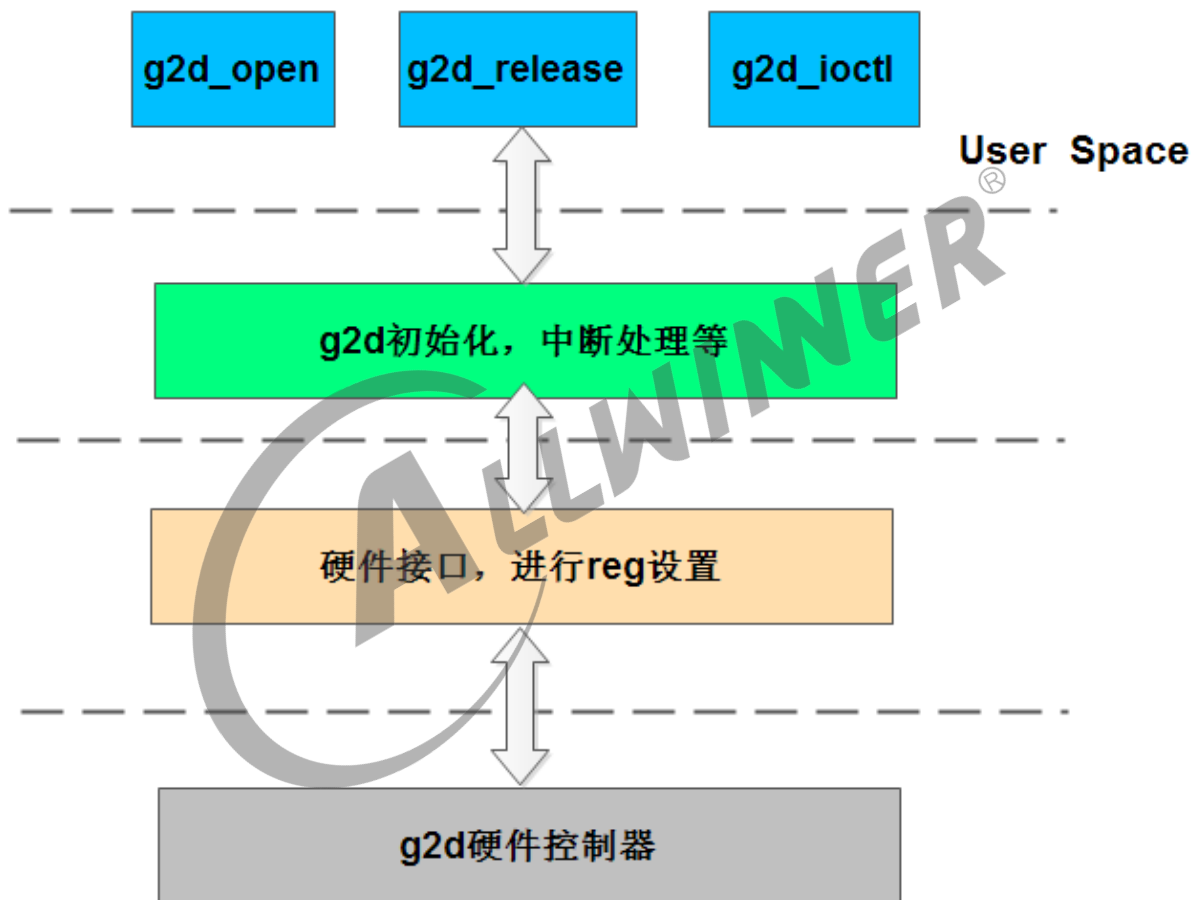 g2d_open
g2d_release
g2d_ioctl
User Space
ALLWINNER®
g2d初始化，中断处理等
硬件接口，进行reg设置
g2d硬件控制器